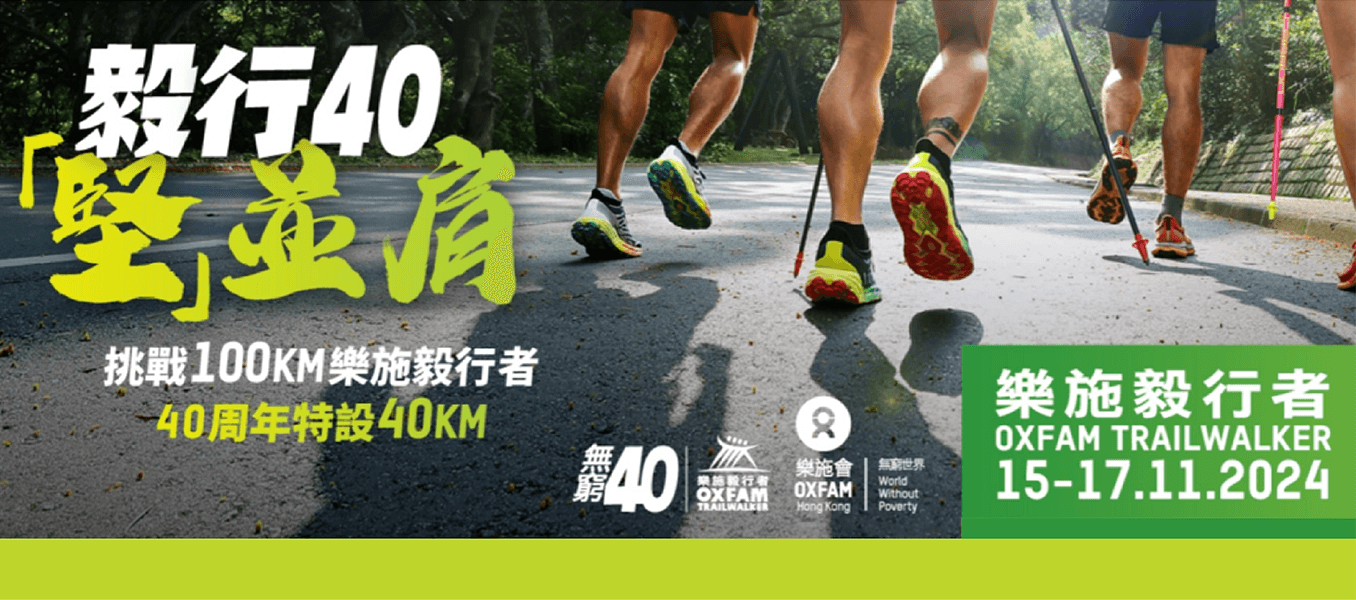 毅行40
「堅」並肩
挑戰100KM樂施毅行者
40周年特設40KM
無窮40
樂施毅行者
OXFAM
TRAILWALKER
樂施會
OXFAM
Hong Kong
無窮世界
World
Without
Poverty
樂施毅行者
OXFAM TRAILWALKER
15-17.11.2024